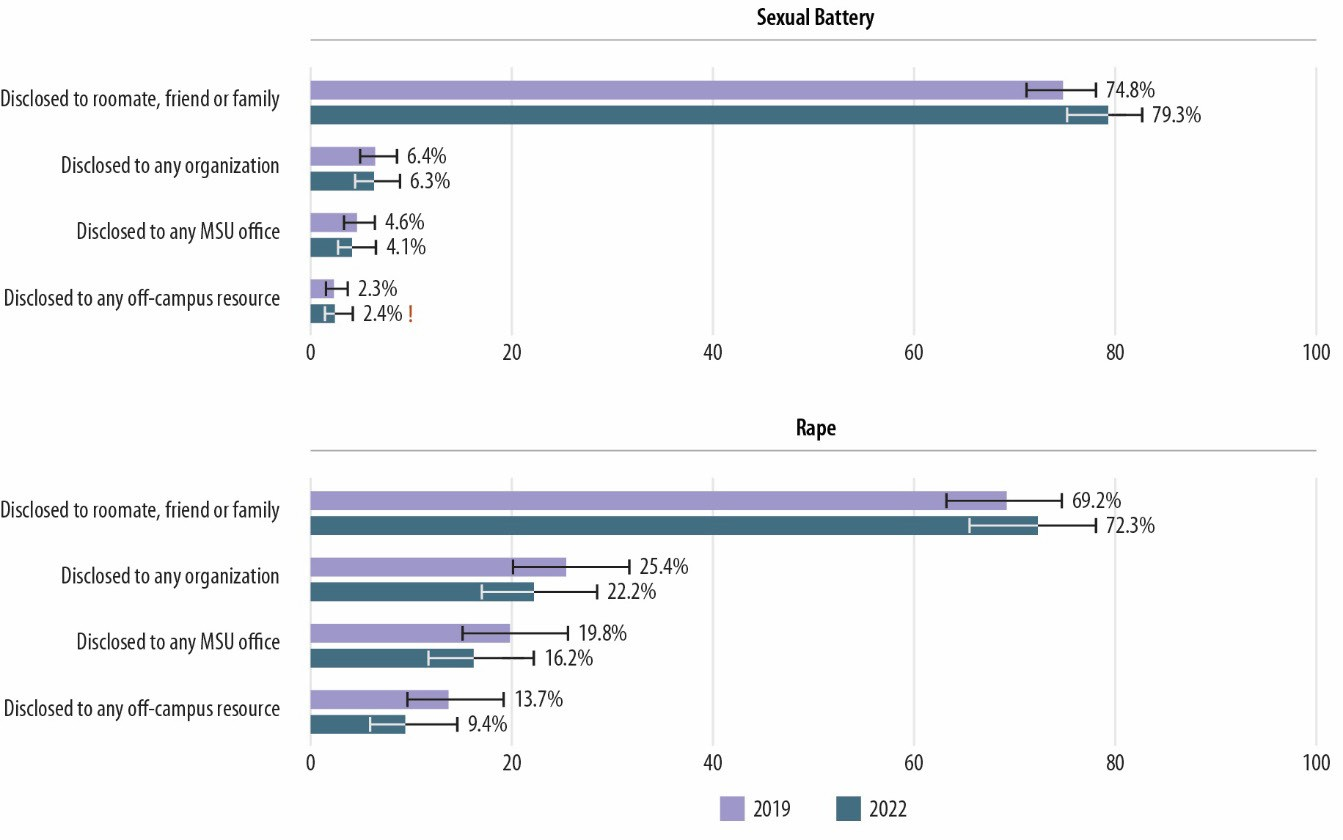 Sexual Battery
Disclosed to roomate, friend or family
74.8%
79.3%
Disclosed to any organization
6.4%
6.3%
Disclosed to any MSU office
4.6%
4.1%
Disclosed to any off-campus resource
2.3%
2.4% !
0 20 40 60 80 100
Rape
Disclosed to roomate, friend or family
69.2%
72.3%
Disclosed to any organization
25.4%
22.2%
Disclosed to any MSU office
19.8%
16.2%
Disclosed to any off-campus resource
13.7%
9.4%
0 20 40 60 80 100
2019 2022